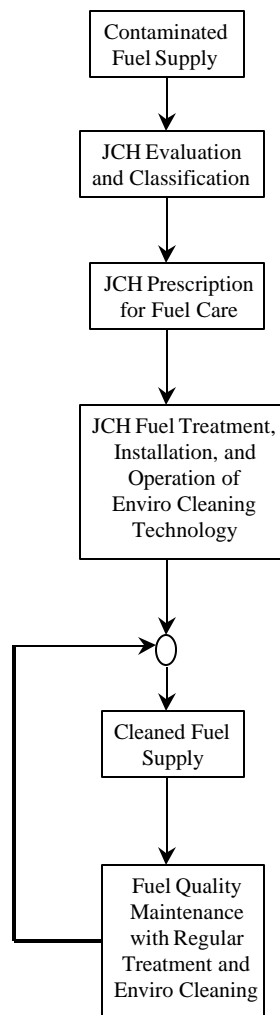 Contaminated
Fuel Supply
JCH Evaluation
and Classification
JCH Prescription
for Fuel Care
JCH Fuel Treatment,
Installation, and
Operation of
Enviro Cleaning
Technology
Cleaned Fuel
Supply
Fuel Quality
Maintenance
with Regular
Treatment and
Enviro Cleaning